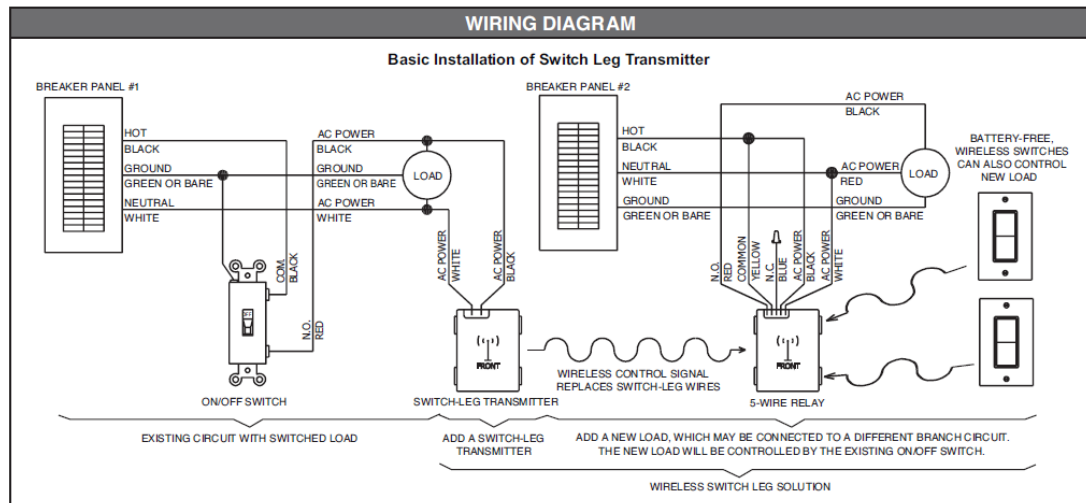 WIRING DIAGRAM
Basic Installation of Switch Leg Transmitter
BREAKER PANEL #1
HOT
BLACK
GROUND
GREEN OR BARE
NEUTRAL
WHITE
AC POWER
BLACK
GROUND
GREEN OR BARE
AC POWER
WHITE
LOAD
COM.
BLACK
N.O.
RED
ON/OFF SWITCH
AC POWER
WHITE
AC POWER
BLACK
FRONT
SWITCH-LEG TRANSMITTER
BREAKER PANEL #2
HOT
BLACK
NEUTRAL
WHITE
GROUND
GREEN OR BARE
AC POWER
BLACK
AC POWER
RED
GROUND
GREEN OR BARE
LOAD
N.O.
RED
COMMON
YELLOW
N.C.
BLUE
AC POWER
BLACK
AC POWER
WHITE
FRONT
5-WIRE RELAY
BATTERY-FREE,
WIRELESS SWITCHES
CAN ALSO CONTROL
NEW LOAD
WIRELESS CONTROL SIGNAL
REPLACES SWITCH-LEG WIRES
EXISTING CIRCUIT WITH SWITCHED LOAD
ADD A SWITCH-LEG
TRANSMITTER
ADD A NEW LOAD, WHICH MAY BE CONNECTED TO A DIFFERENT BRANCH CIRCUIT.
THE NEW LOAD WILL BE CONTROLLED BY THE EXISTING ON/OFF SWITCH.
WIRELESS SWITCH LEG SOLUTION